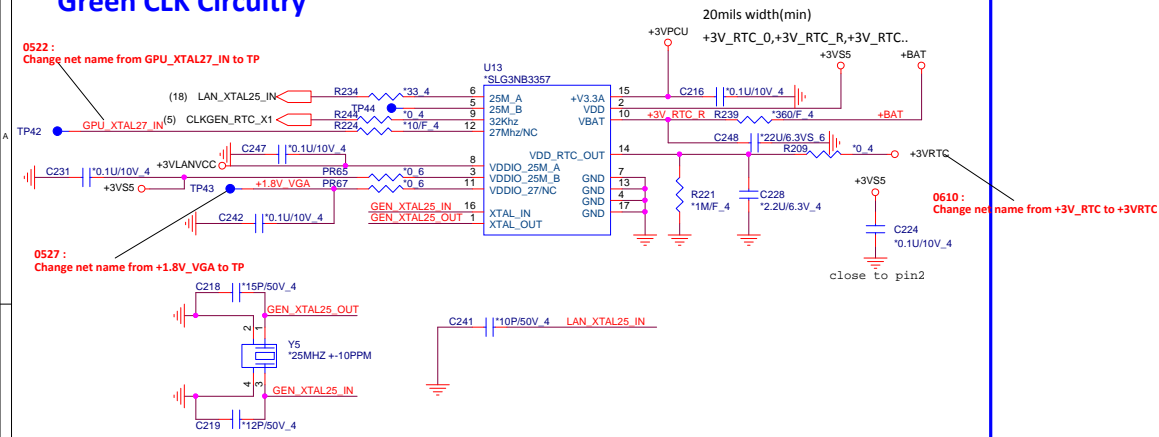 Green CLK Circuitry
20mils width(min)
+3V_RTC_0,+3V_RTC_R,+3V_RTC..
0522 :
Change net name from GPU_XTAL27_IN to TP
+3VPCU
+3VS5
+BAT
U13
*SLG3NB3357
(18) LAN_XTAL25_IN
R234
*33_4
6
25M_A
+V3.3A
15
C216
*0.1U/10V_4
TP44
5
25M_B
VDD
2
(5) CLKGEN_RTC_X1
R244
*0_4
9
32Khz
VBAT
10
+3V_RTC_R
R239
*360/F_4
+BAT
A
TP42
GPU_XTAL27_IN
R224
*10/F_4
12
27Mhz/NC
C248
*22U/6.3VS_6
C247
*0.1U/10V_4
R209
*0_4
+3VRTC
VDD_RTC_OUT
14
+3VLANVCC
8
VDDIO_25M_A
C231
*0.1U/10V_4
PR65
*0_6
3
VDDIO_25M_B
GND
7
+3VS5
TP43
+1.8V_VGA
PR67
*0_6
11
VDDIO_27/NC
GND
13
GND
4
GND
17
+3VS5
R221
*1M/F_4
C228
*2.2U/6.3V_4
0610 :
Change net name from +3V_RTC to +3VRTC
C242
*0.1U/10V_4
GEN_XTAL25_IN
16
XTAL_IN
GEN_XTAL25_OUT
1
XTAL_OUT
C224
*0.1U/10V_4
close to pin2
0527 :
Change net name from +1.8V_VGA to TP
C218
*15P/50V_4
GEN_XTAL25_OUT
2
1
C241
*10P/50V_4
LAN_XTAL25_IN
Y5
*25MHZ +-10PPM
4
3
GEN_XTAL25_IN
C219
*12P/50V_4